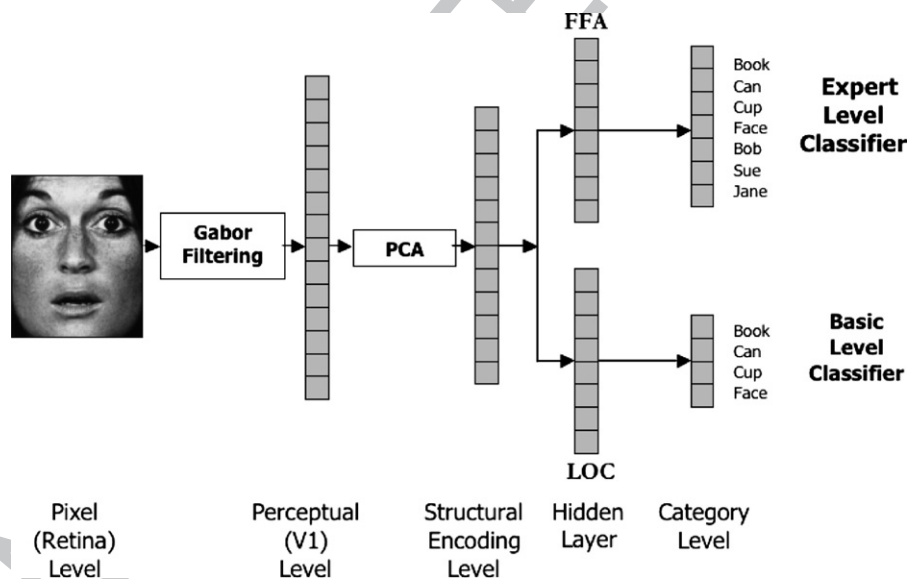 FFA
Book
Can
Cup
Face
Bob
Sue
Jane
Expert
Level
Classifier
Gabor
Filtering
PCA
Book
Can
Cup
Face
Basic
Level
Classifier
LOC
Pixel
(Retina)
Level
Perceptual
(V1)
Level
Structural
Encoding
Level
Hidden
Layer
Category
Level